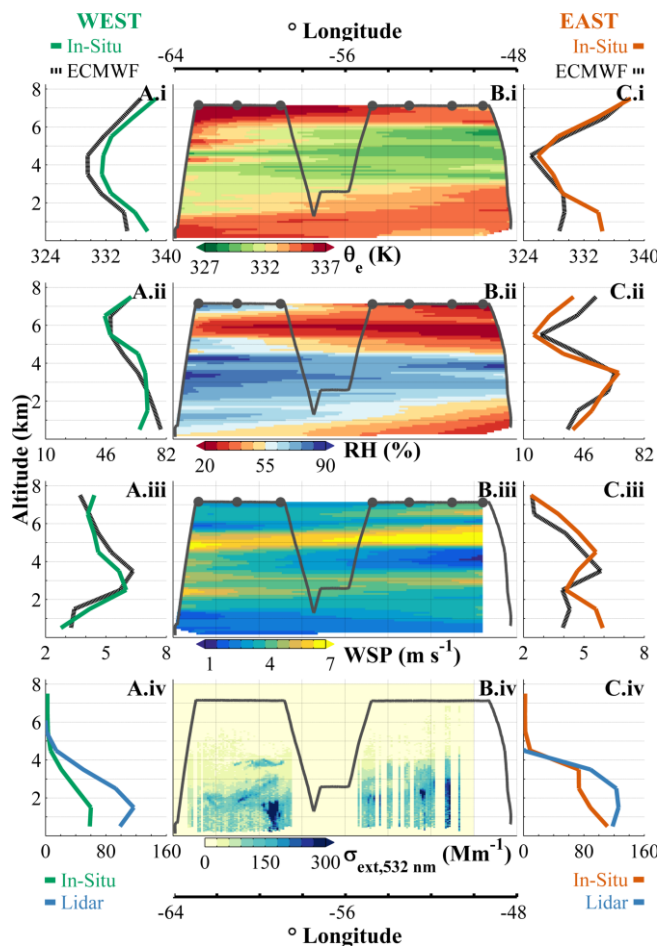 WEST
In-Situ
ECMWF
° Longitude
-64 -56 -48
EAST
In-Situ
ECMWF
A.i B.i C.i
8
6
4
2
324 332 340
327 332 337
θe (K)
324 332 340
A.ii B.ii C.ii
8
6
4
2
10 46 82
20 55 90
RH (%)
10 46 82
Altitude (km)
A.iii B.iii C.iii
8
6
4
2
2 4 6 8
1 4 7
WSP (m s-1)
2 4 6 8
A.iv B.iv C.iv
8
6
4
2
0 80 160
0 150 300
σext,532 nm (Mm-1)
0 80 160
In-Situ
Lidar
-64 -56 -48
° Longitude
In-Situ
Lidar